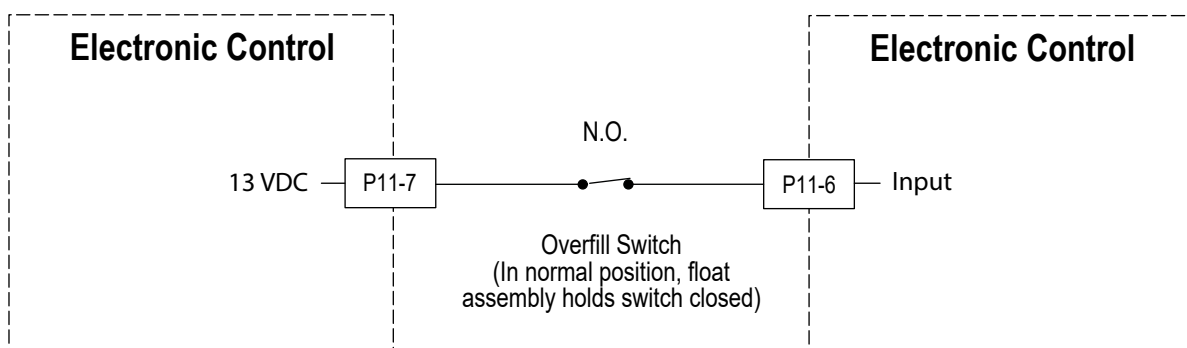 Electronic Control
Electronic Control
N.O.
13 VDC
P11-7
P11-6
Input
Overfill Switch
(In normal position, float
assembly holds switch closed)